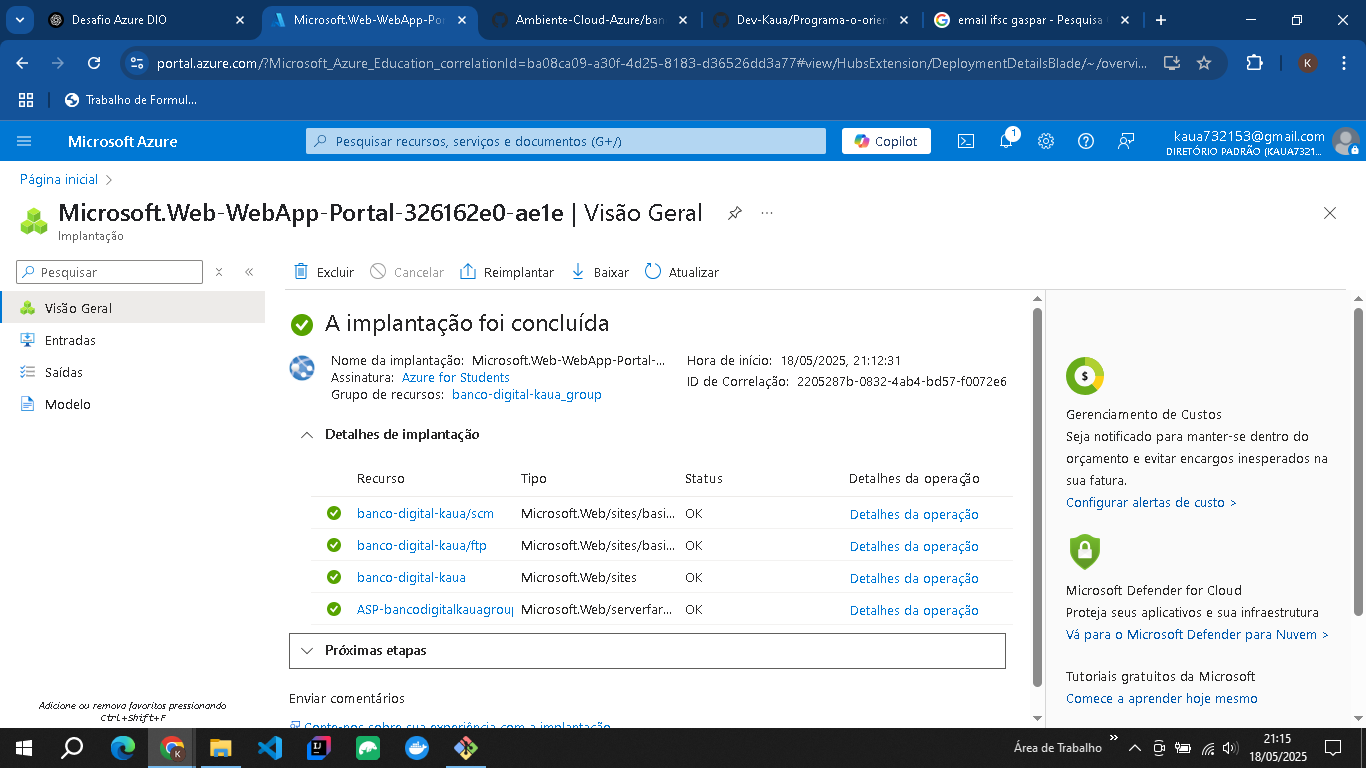 Desafio Azure DIO
Microsoft.Web-WebApp-Po
Ambiente-Cloud-Azure/ban
Dev-Kaua/Programa-o-orien
email ifsc gaspar - Pesquisa
portal.azure.com/?Microsoft_Azure_Education_correlationId=ba08ca09-a30f-4d25-8183-d36526dd3a77#view/HubsExtension/DeploymentDetailsBlade/~/overvi...
K
Trabalho de Formul...
Microsoft Azure
Pesquisar recursos, serviços e documentos (G+/)
Copilot
1
kaua732153@gmail.com
DIRETÓRIO PADRÃO (KAUA7321...
Página inicial
Microsoft.Web-WebApp-Portal-326162e0-ae1e | Visão Geral
Implantação
Pesquisar
Excluir
Cancelar
Reimplantar
Baixar
Atualizar
Visão Geral
Entradas
Saídas
Modelo
A implantação foi concluída
Nome da implantação: Microsoft.Web-WebApp-Portal-...
Assinatura: Azure for Students
Grupo de recursos: banco-digital-kaua_group
Hora de início: 18/05/2025, 21:12:31
ID de Correlação: 2205287b-0832-4ab4-bd57-f0072e6
Detalhes de implantação
Recurso Tipo Status Detalhes da operação
banco-digital-kaua/scm Microsoft.Web/sites/basi... OK Detalhes da operação
banco-digital-kaua/ftp Microsoft.Web/sites/basi... OK Detalhes da operação
banco-digital-kaua Microsoft.Web/sites OK Detalhes da operação
ASP-bancodigitalkauagroup Microsoft.Web/serverfar... OK Detalhes da operação
Próximas etapas
Enviar comentários
Conte-nos sobre sua experiência com a implantação
Adicione ou remova favoritos pressionando
Ctrl+Shift+F
Gerenciamento de Custos
Seja notificado para manter-se dentro do
orçamento e evitar encargos inesperados na
sua fatura.
Configurar alertas de custo >
Microsoft Defender for Cloud
Proteja seus aplicativos e sua infraestrutura
Vá para o Microsoft Defender para Nuvem >
Tutoriais gratuitos da Microsoft
Comece a aprender hoje mesmo
Área de Trabalho
21:15
18/05/2025